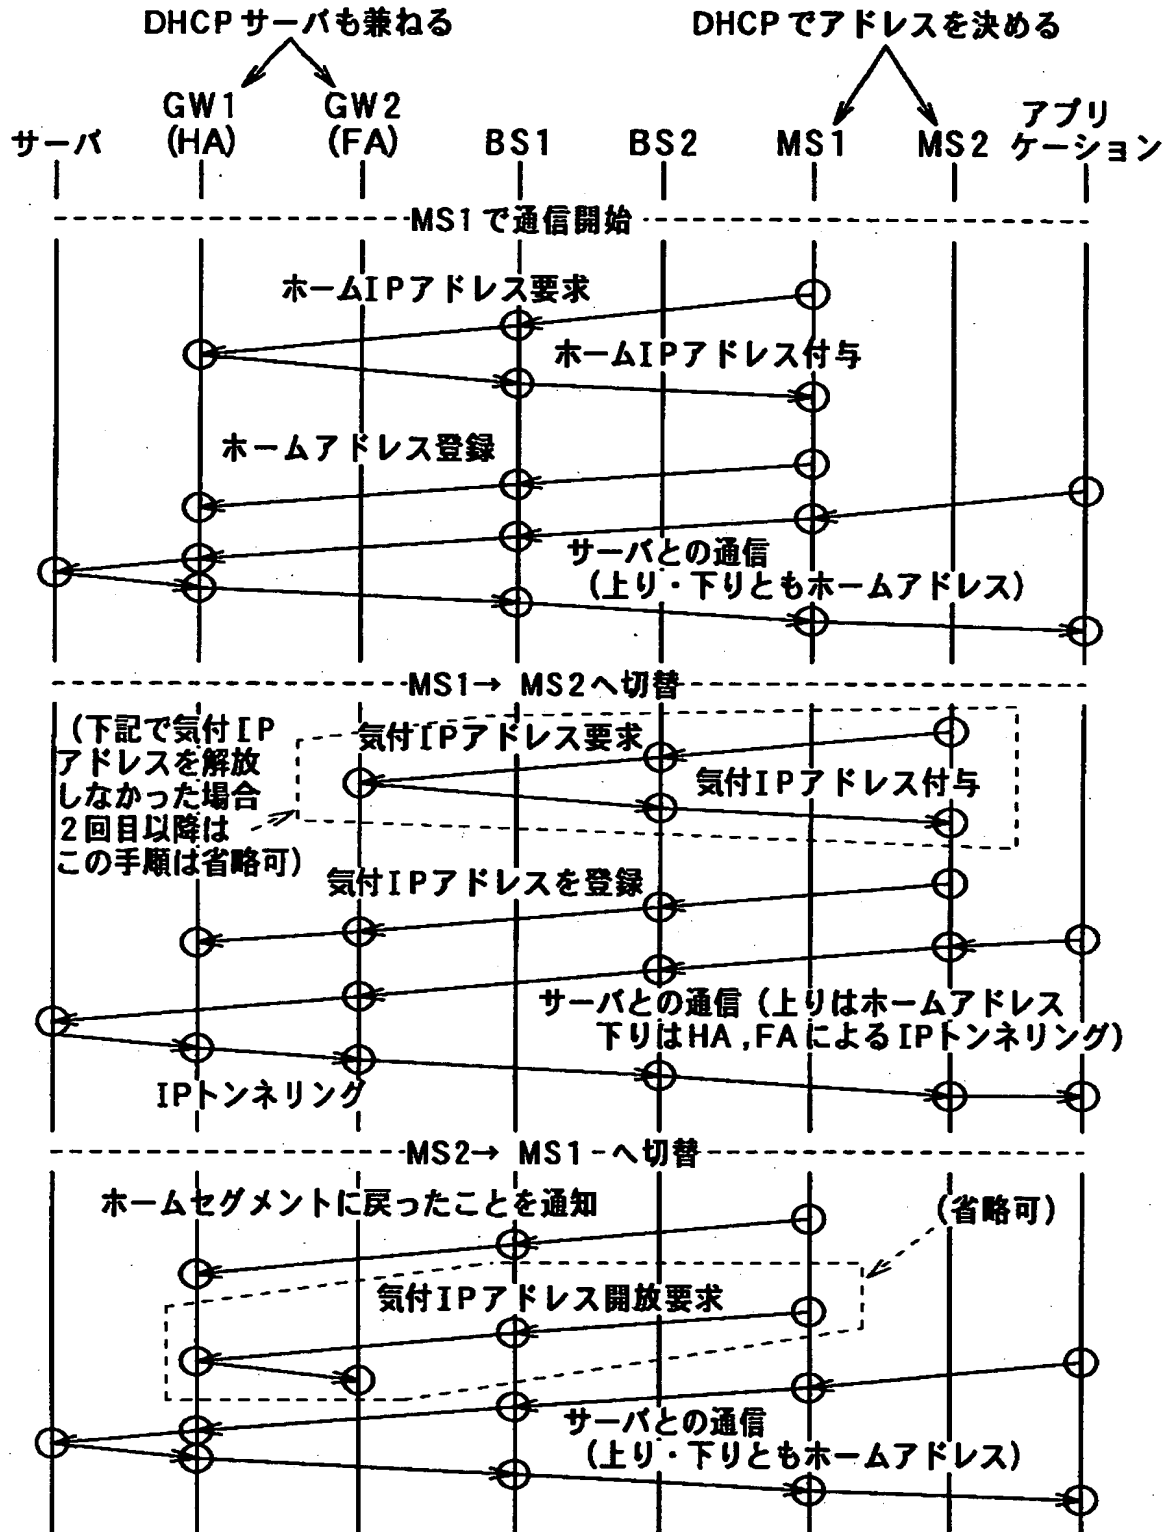 DHCPサーバも兼ねる
DHCPでアドレスを決める
サーバ
GW1
(HA)
GW2
(FA)
BS1
BS2
MS1
MS2
アプリ
ケーション
MS1で通信開始
ホームIPアドレス要求
ホームIPアドレス付与
ホームアドレス登録
サーバとの通信
(上り・下りともホームアドレス)
MS1→ MS2へ切替
(下記で気付IP
アドレスを解放
しなかった場合
2回目以降は
この手順は省略可)
気付IPアドレス要求
気付IPアドレス付与
気付IPアドレスを登録
サーバとの通信(上りはホームアドレス
下りはHA,FAによるIPトンネリング)
IPトンネリング
MS2→ MS1へ切替
ホームセグメントに戻ったことを通知
(省略可)
気付IPアドレス開放要求
サーバとの通信
(上り・下りともホームアドレス)